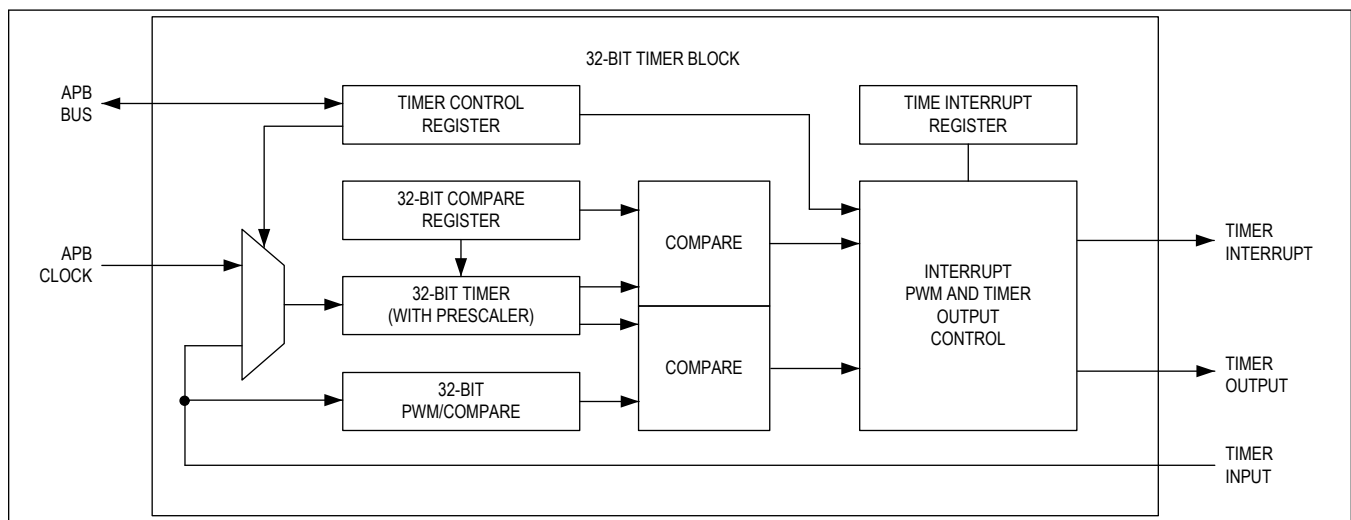 32-BIT TIMER BLOCK
APB
BUS
TIMER CONTROL
REGISTER
TIME INTERRUPT
REGISTER
32-BIT COMPARE
REGISTER
COMPARE
APB
CLOCK
32-BIT TIMER
(WITH PRESCALER)
INTERRUPT
PWM AND TIMER
OUTPUT
CONTROL
TIMER
INTERRUPT
COMPARE
32-BIT
PWM/COMPARE
TIMER
OUTPUT
TIMER
INPUT